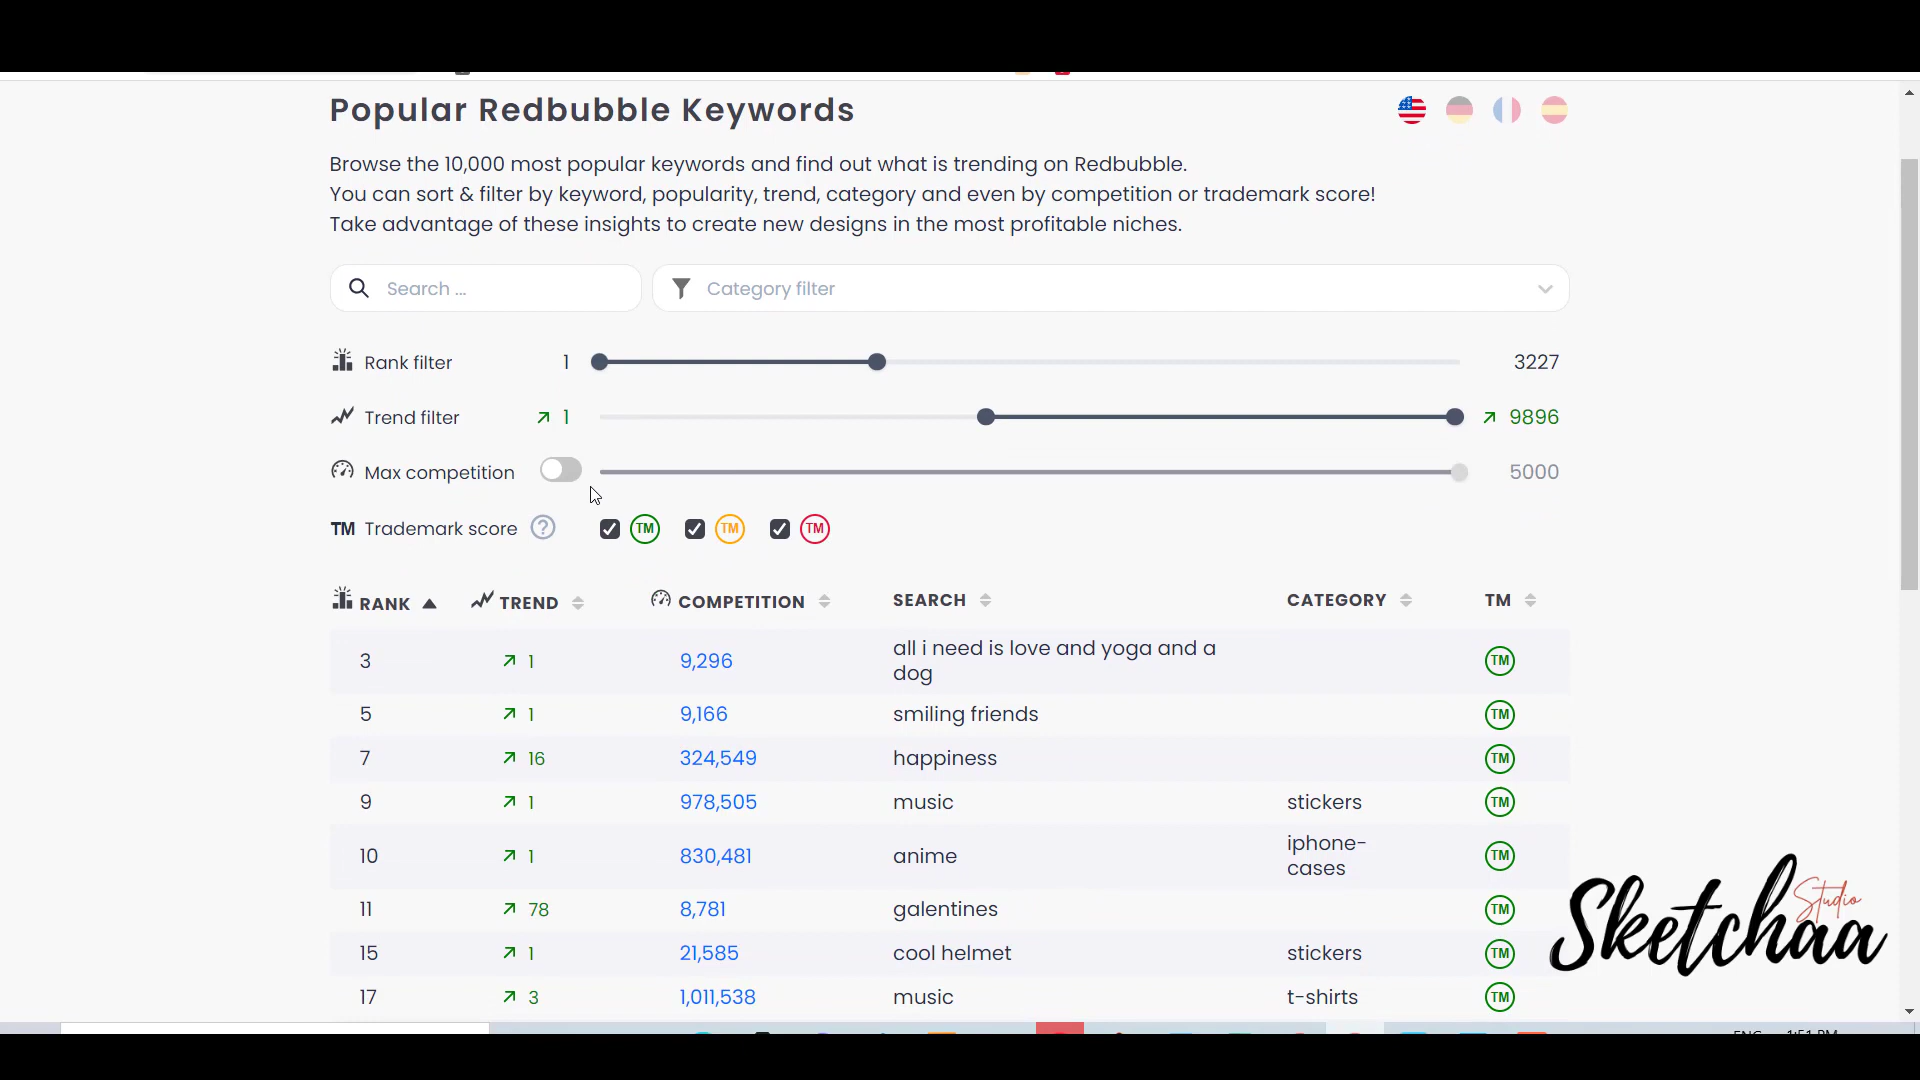 Popular Redbubble Keywords
Browse the 10,000 most popular keywords and find out what is trending on Redbubble.
You can sort & filter by keyword, popularity, trend, category and even by competition or trademark score!
Take advantage of these insights to create new designs in the most profitable niches.
Search ... Category filter
Rank filter 1 3227
Trend filter 1 9896
Max competition 5000
TM Trademark score ? TM TM TM
RANK TREND COMPETITION SEARCH CATEGORY TM
3 1 9,296 all i need is love and yoga and a
dog TM
5 1 9,166 smiling friends TM
7 16 324,549 happiness TM
9 1 978,505 music stickers TM
10 1 830,481 anime iphone-
cases TM
11 78 8,781 galentines TM
15 1 21,585 cool helmet stickers TM
17 3 1,011,538 music t-shirts TM
Studio
Sketchaa